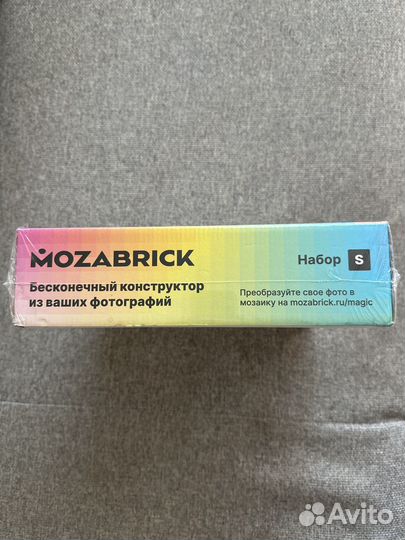 MOZABRICK
Набор S
Бесконечный конструктор
из ваших фотографий
Преобразуйте свое фото в
мозаику на mozabrick.ru/magic
Avito